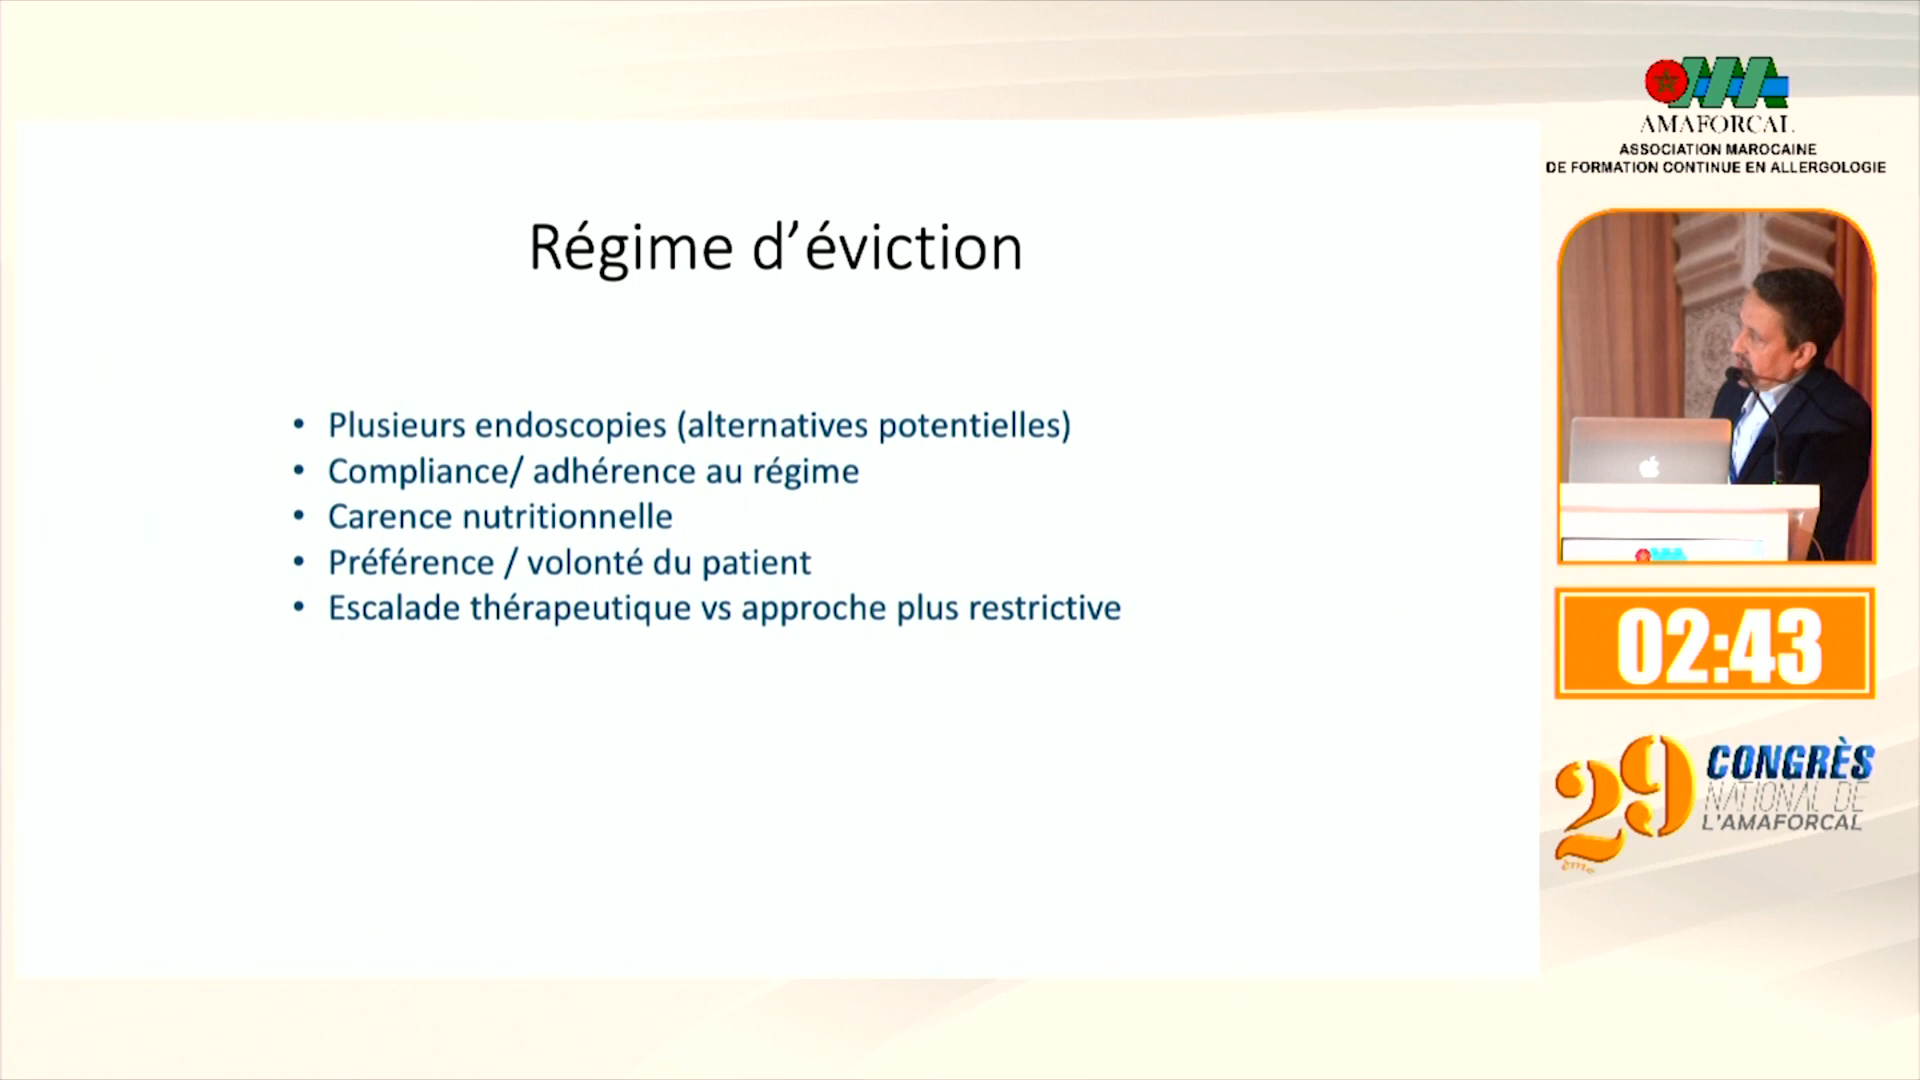 Régime d’éviction
• Plusieurs endoscopies (alternatives potentielles)
• Compliance/ adhérence au régime
• Carence nutritionnelle
• Préférence / volonté du patient
• Escalade thérapeutique vs approche plus restrictive
AMAFORCAL
ASSOCIATION MAROCAINE
DE FORMATION CONTINUE EN ALLERGOLOGIE
02:43
29ème
CONGRÈS
NATIONAL DE
L'AMAFORCAL